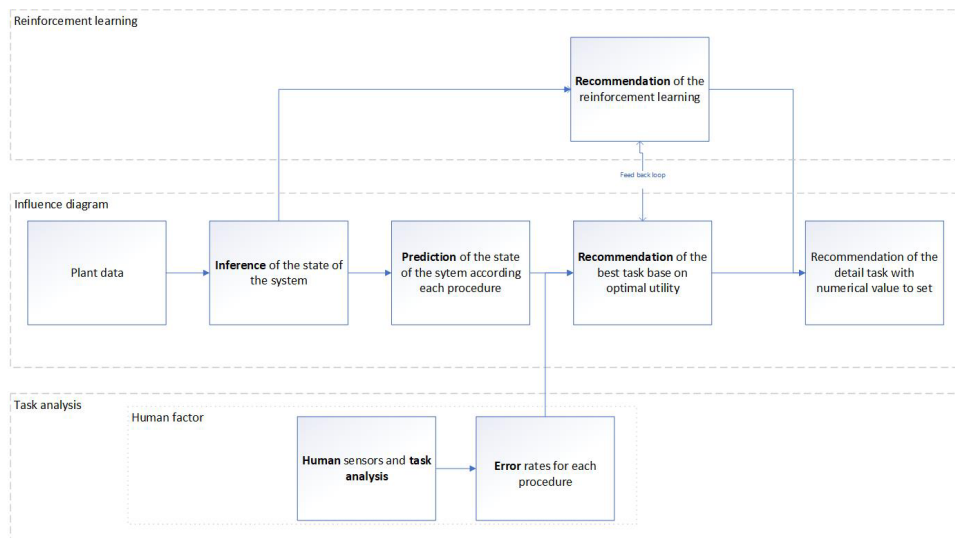 Reinforcement learning
Recommendation of the
reinforcement learning
Feed back loop
Influence diagram
Plant data
Inference of the state of
the system
Prediction of the state
of the sytem according
each procedure
Recommendation of the
best task base on
optimal utility
Recommendation of the
detail task with
numerical value to set
Task analysis
Human factor
Human sensors and task
analysis
Error rates for each
procedure